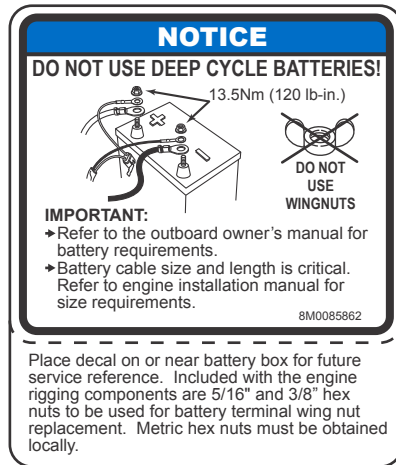 NOTICE
DO NOT USE DEEP CYCLE BATTERIES!
13.5Nm (120 lb-in.)
DO NOT
USE
WINGNUTS
IMPORTANT:
Refer to the outboard owner's manual for
battery requirements.
Battery cable size and length is critical.
Refer to engine installation manual for
size requirements.
8M0085862
Place decal on or near battery box for future
service reference.  Included with the engine
rigging components are 5/16" and 3/8" hex
nuts to be used for battery terminal wing nut
replacement.  Metric hex nuts must be obtained
locally.